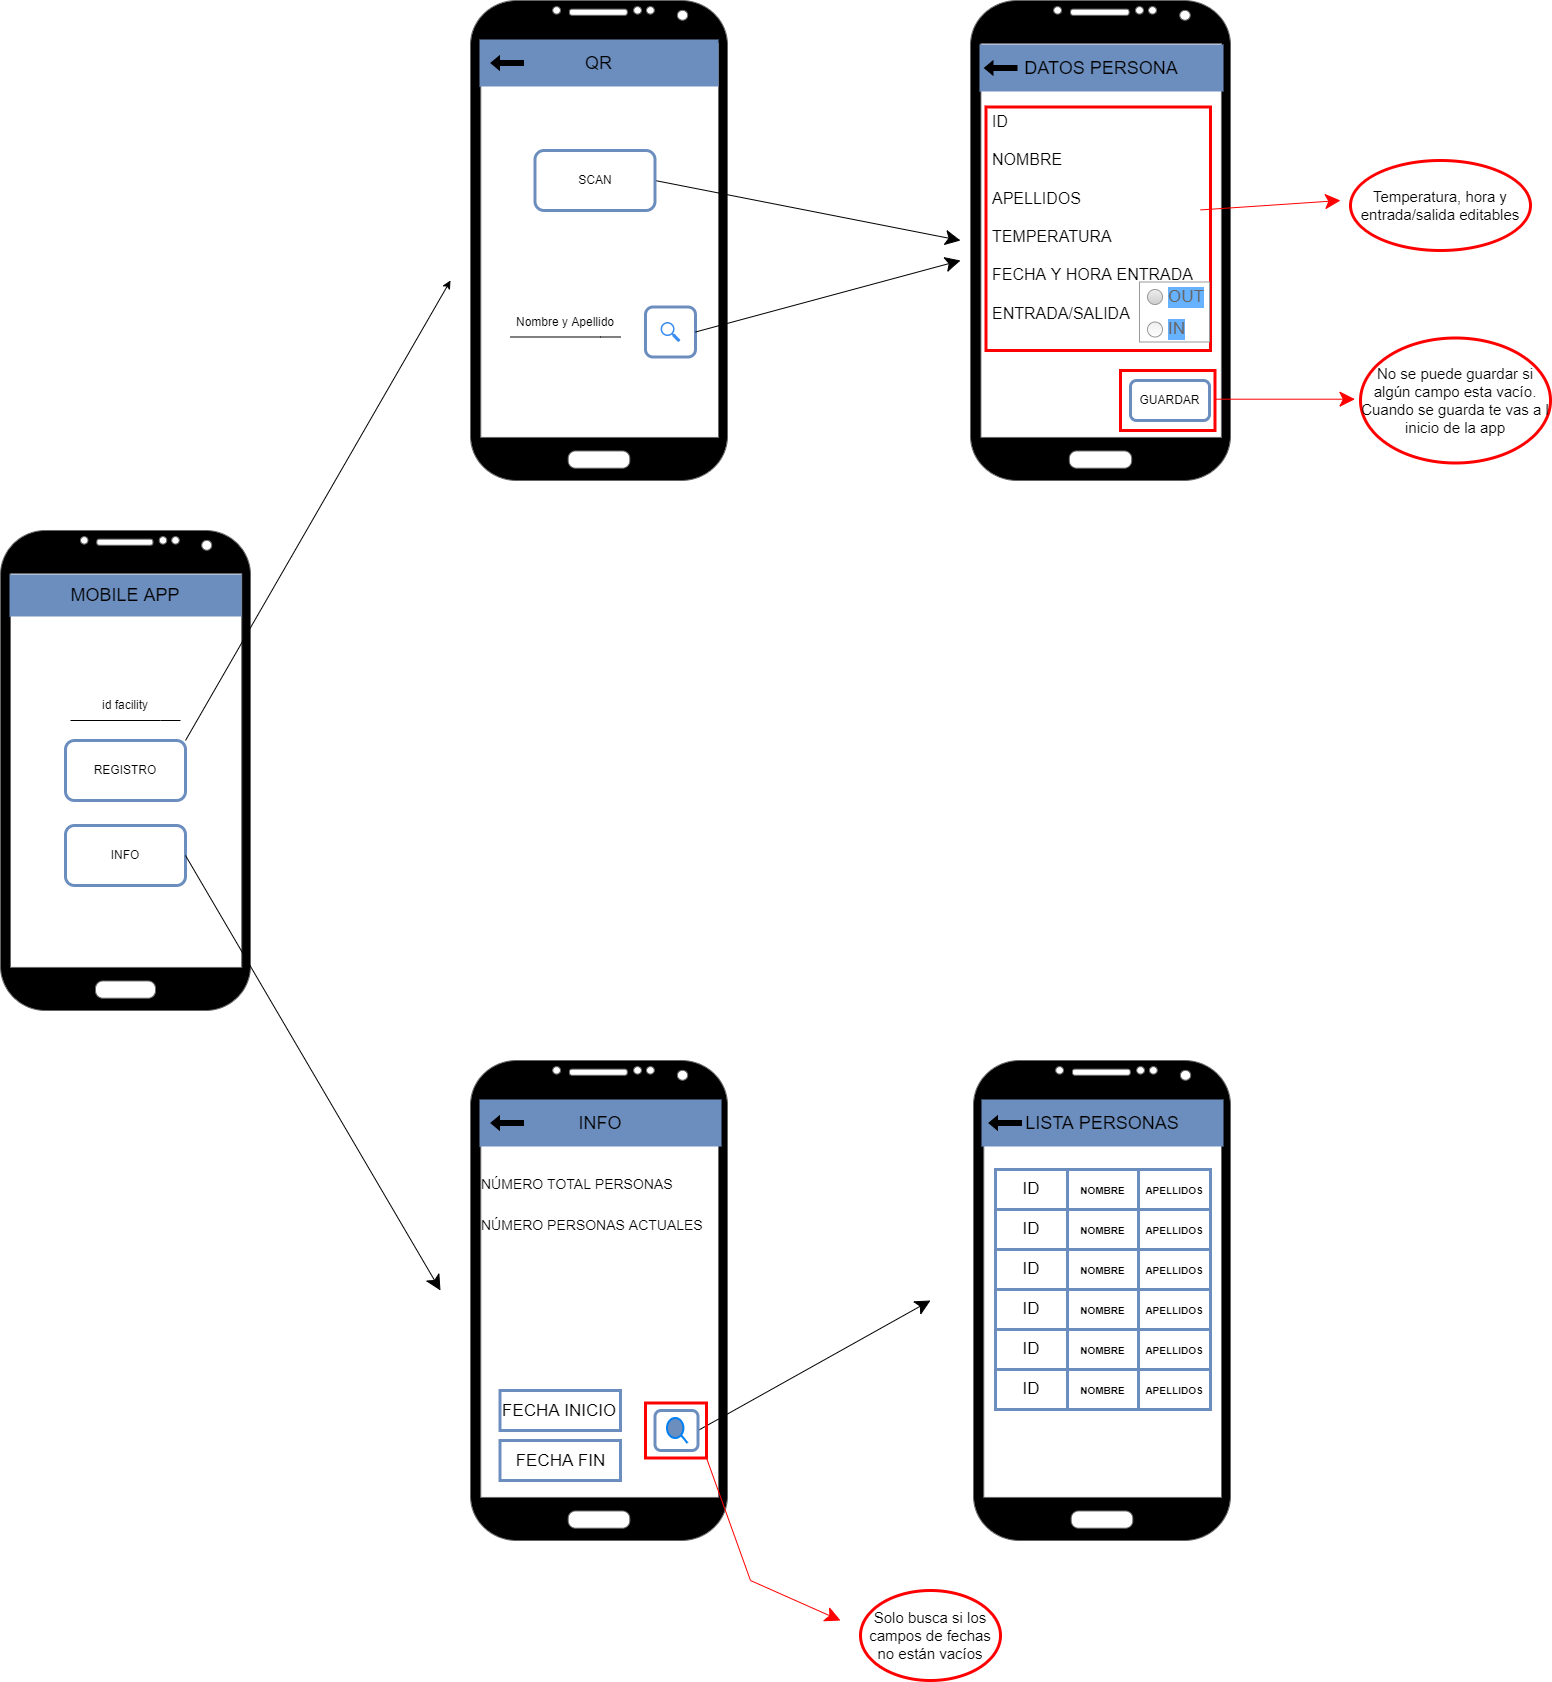 QR
SCAN
Nombre y Apellido
DATOS PERSONA
ID
NOMBRE
APELLIDOS
TEMPERATURA
FECHA Y HORA ENTRADA
ENTRADA/SALIDA
OUT
IN
GUARDAR
Temperatura, hora y
entrada/salida editables
No se puede guardar si
algún campo esta vacío.
Cuando se guarda te vas a l
inicio de la app
MOBILE APP
id facility
REGISTRO
INFO
INFO
NÚMERO TOTAL PERSONAS
NÚMERO PERSONAS ACTUALES
FECHA INICIO
FECHA FIN
LISTA PERSONAS
ID NOMBRE APELLIDOS
ID NOMBRE APELLIDOS
ID NOMBRE APELLIDOS
ID NOMBRE APELLIDOS
ID NOMBRE APELLIDOS
ID NOMBRE APELLIDOS
Solo busca si los
campos de fechas
no están vacíos